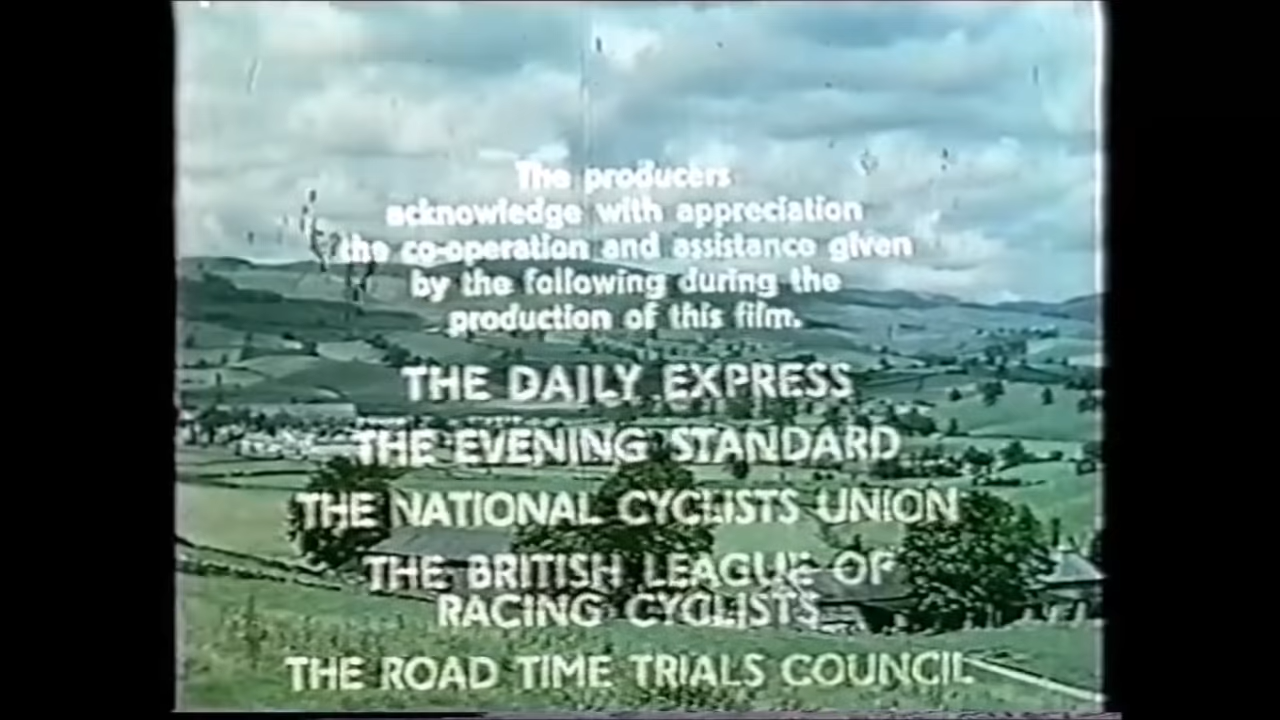 The producers
acknowledge with appreciation
the co-operation and assistance given
by the following during the
production of this film.
THE DAILY EXPRESS
THE EVENING STANDARD
THE NATIONAL CYCLISTS UNION
THE BRITISH LEAGUE OF
RACING CYCLISTS
THE ROAD TIME TRIALS COUNCIL